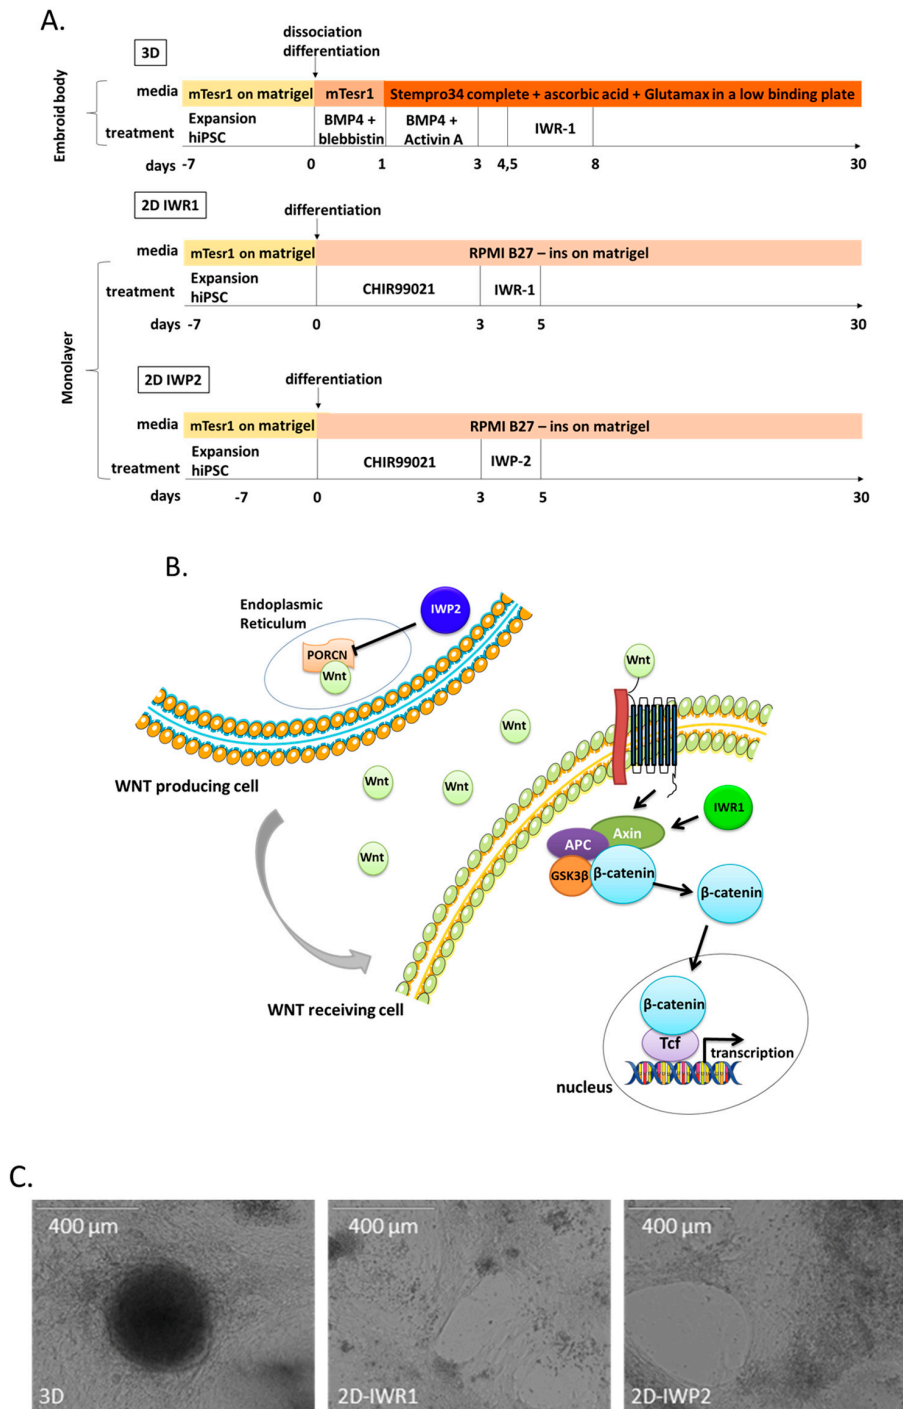 A.
dissociation
differentiation
3D
Embroid body
media
mTesr1 on matrigel
mTesr1
Stempro34 complete + ascorbic acid + Glutamax in a low binding plate
treatment
Expansion
hiPSC
BMP4 +
blebbistin
BMP4 +
Activin A
IWR-1
days
-7
0
1
3
4,5
8
30
2D IWR1
differentiation
Monolayer
media
mTesr1 on matrigel
RPMI B27 – ins on matrigel
treatment
Expansion
hiPSC
CHIR99021
IWR-1
days
-7
0
3
5
30
2D IWP2
differentiation
media
mTesr1 on matrigel
RPMI B27 – ins on matrigel
treatment
Expansion
hiPSC
CHIR99021
IWP-2
days
-7
0
3
5
30
B.
Endoplasmic
Reticulum
IWP2
PORCN
Wnt
Wnt
Wnt
Wnt
Wnt
Wnt
WNT producing cell
IWR1
Axin
APC
GSK3β
β-catenin
β-catenin
WNT receiving cell
β-catenin
Tcf
transcription
nucleus
C.
400 µm
3D
400 µm
2D-IWR1
400 µm
2D-IWP2